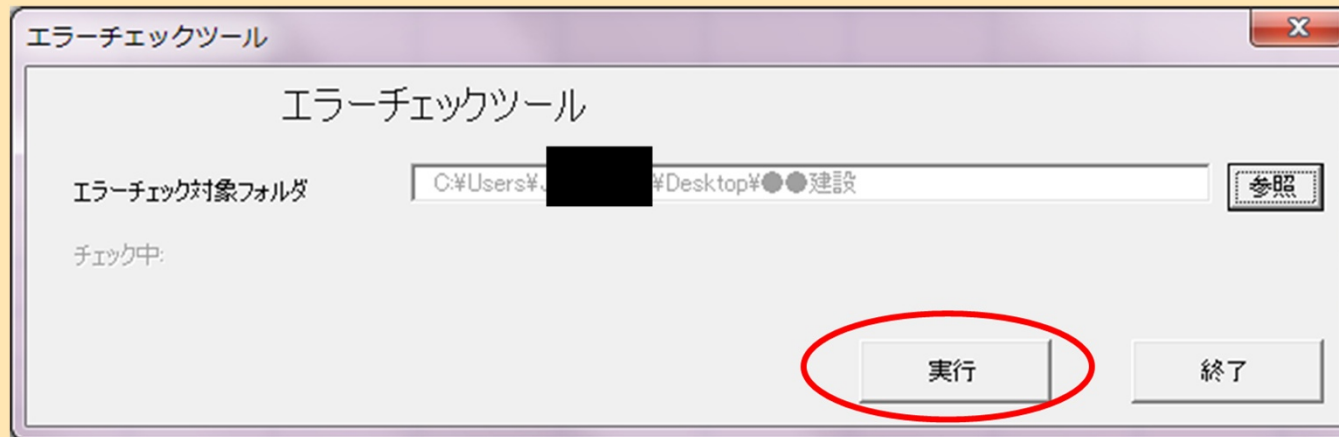 エラーチェックツール
エラーチェックツール
エラーチェック対象フォルダ C:¥Users¥J ¥Desktop¥●●建設 参照
チェック中:
実行 終了